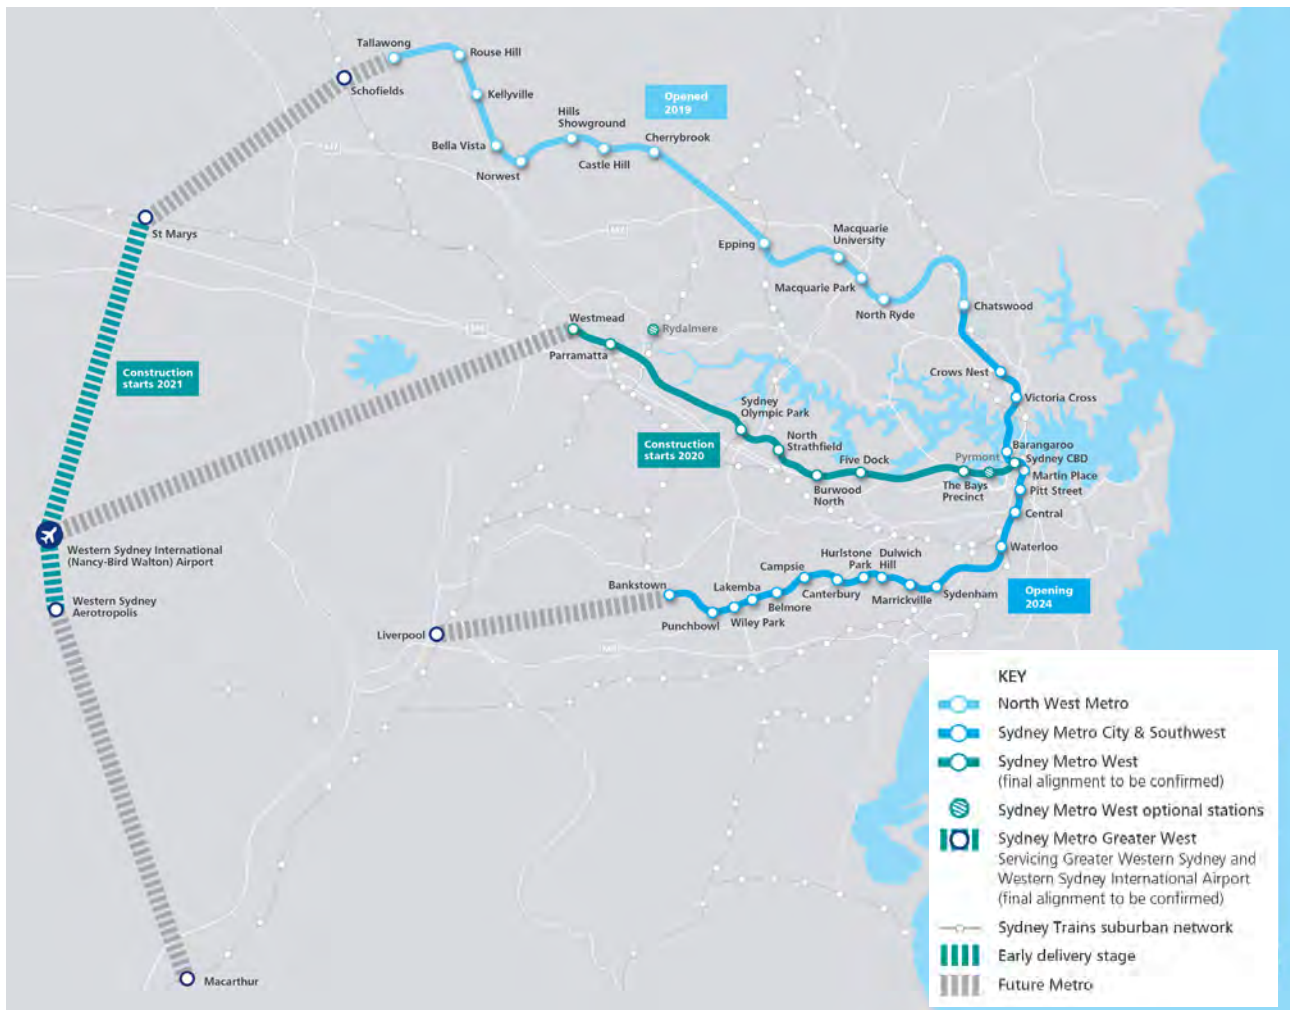 Tallawong
Rouse Hill
Schofields
Kellyville
Opened
2019
Hills
Showground
Cherrybrook
Bella Vista
Castle Hill
Norwest
St Marys
Epping
Macquarie
University
Macquarie Park
North Ryde
Chatswood
Westmead
Rydalmere
Parramatta
Construction
starts 2021
Crows Nest
Victoria Cross
Sydney
Olympic Park
Construction
starts 2020
North
Strathfield
Five Dock
Burwood
North
Pyrmont
The Bays
Precinct
Barangaroo
Sydney CBD
Martin Place
Pitt Street
Central
Waterloo
Western Sydney International
(Nancy-Bird Walton) Airport
Western Sydney
Aerotropolis
Bankstown
Lakemba
Campsie
Hurlstone
Park
Dulwich
Hill
Canterbury
Belmore
Marrickville
Sydenham
Punchbowl
Wiley Park
Opening
2024
Liverpool
Macarthur
KEY
North West Metro
Sydney Metro City & Southwest
Sydney Metro West
(final alignment to be confirmed)
Sydney Metro West optional stations
Sydney Metro Greater West
Servicing Greater Western Sydney and
Western Sydney International Airport
(final alignment to be confirmed)
Sydney Trains suburban network
Early delivery stage
Future Metro